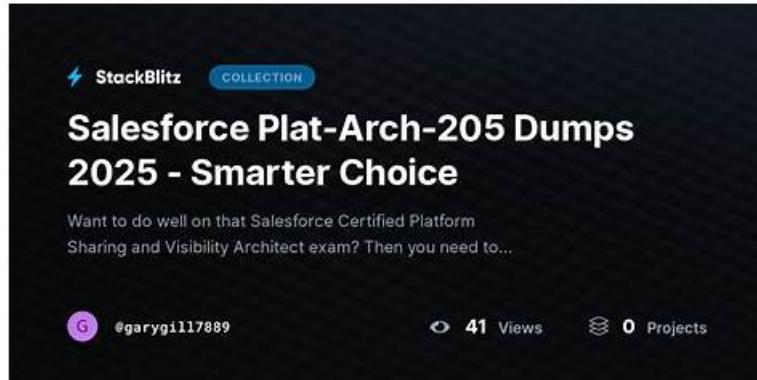 StackBlitz COLLECTION
Salesforce Plat-Arch-205 Dumps
2025 - Smarter Choice
Want to do well on that Salesforce Certified Platform
Sharing and Visibility Architect exam? Then you need to...
G @garygill7889 41 Views 0 Projects